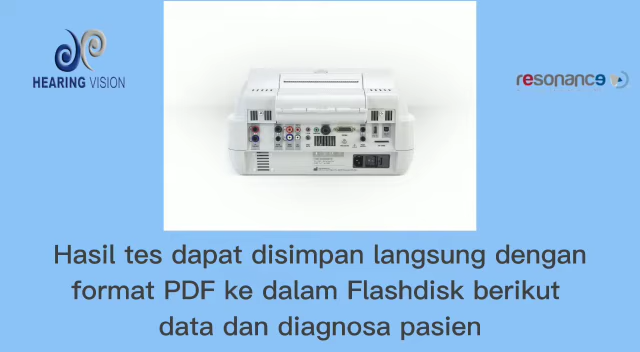 HEARING VISION
resonance
Hasil tes dapat disimpan langsung dengan
format PDF ke dalam Flashdisk berikut
data dan diagnosa pasien